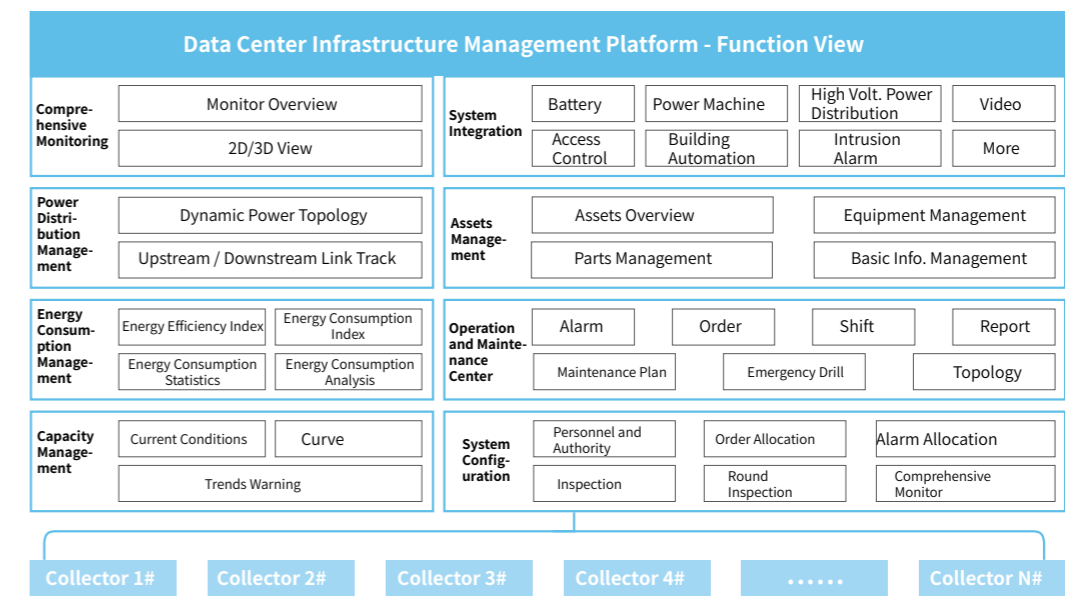 Data Center Infrastructure Management Platform - Function View
Compre-
hensive
Monitoring
Monitor Overview
2D/3D View
System
Integration
Battery
Power Machine
High Volt. Power
Distribution
Video
Access
Control
Building
Automation
Intrusion
Alarm
More
Power
Distri-
bution
Manage-
ment
Dynamic Power Topology
Upstream / Downstream Link Track
Assets
Manage-
ment
Assets Overview
Equipment Management
Parts Management
Basic Info. Management
Energy
Consum-
ption
Manage-
ment
Energy Efficiency Index
Energy Consumption
Index
Energy Consumption
Statistics
Energy Consumption
Analysis
Operation
and Mainte-
nance
Center
Alarm
Order
Shift
Report
Maintenance Plan
Emergency Drill
Topology
Capacity
Manage-
ment
Current Conditions
Curve
Trends Warning
System
Config-
uration
Personnel and
Authority
Order Allocation
Alarm Allocation
Inspection
Round
Inspection
Comprehensive
Monitor
Collector 1#
Collector 2#
Collector 3#
Collector 4#
......
Collector N#